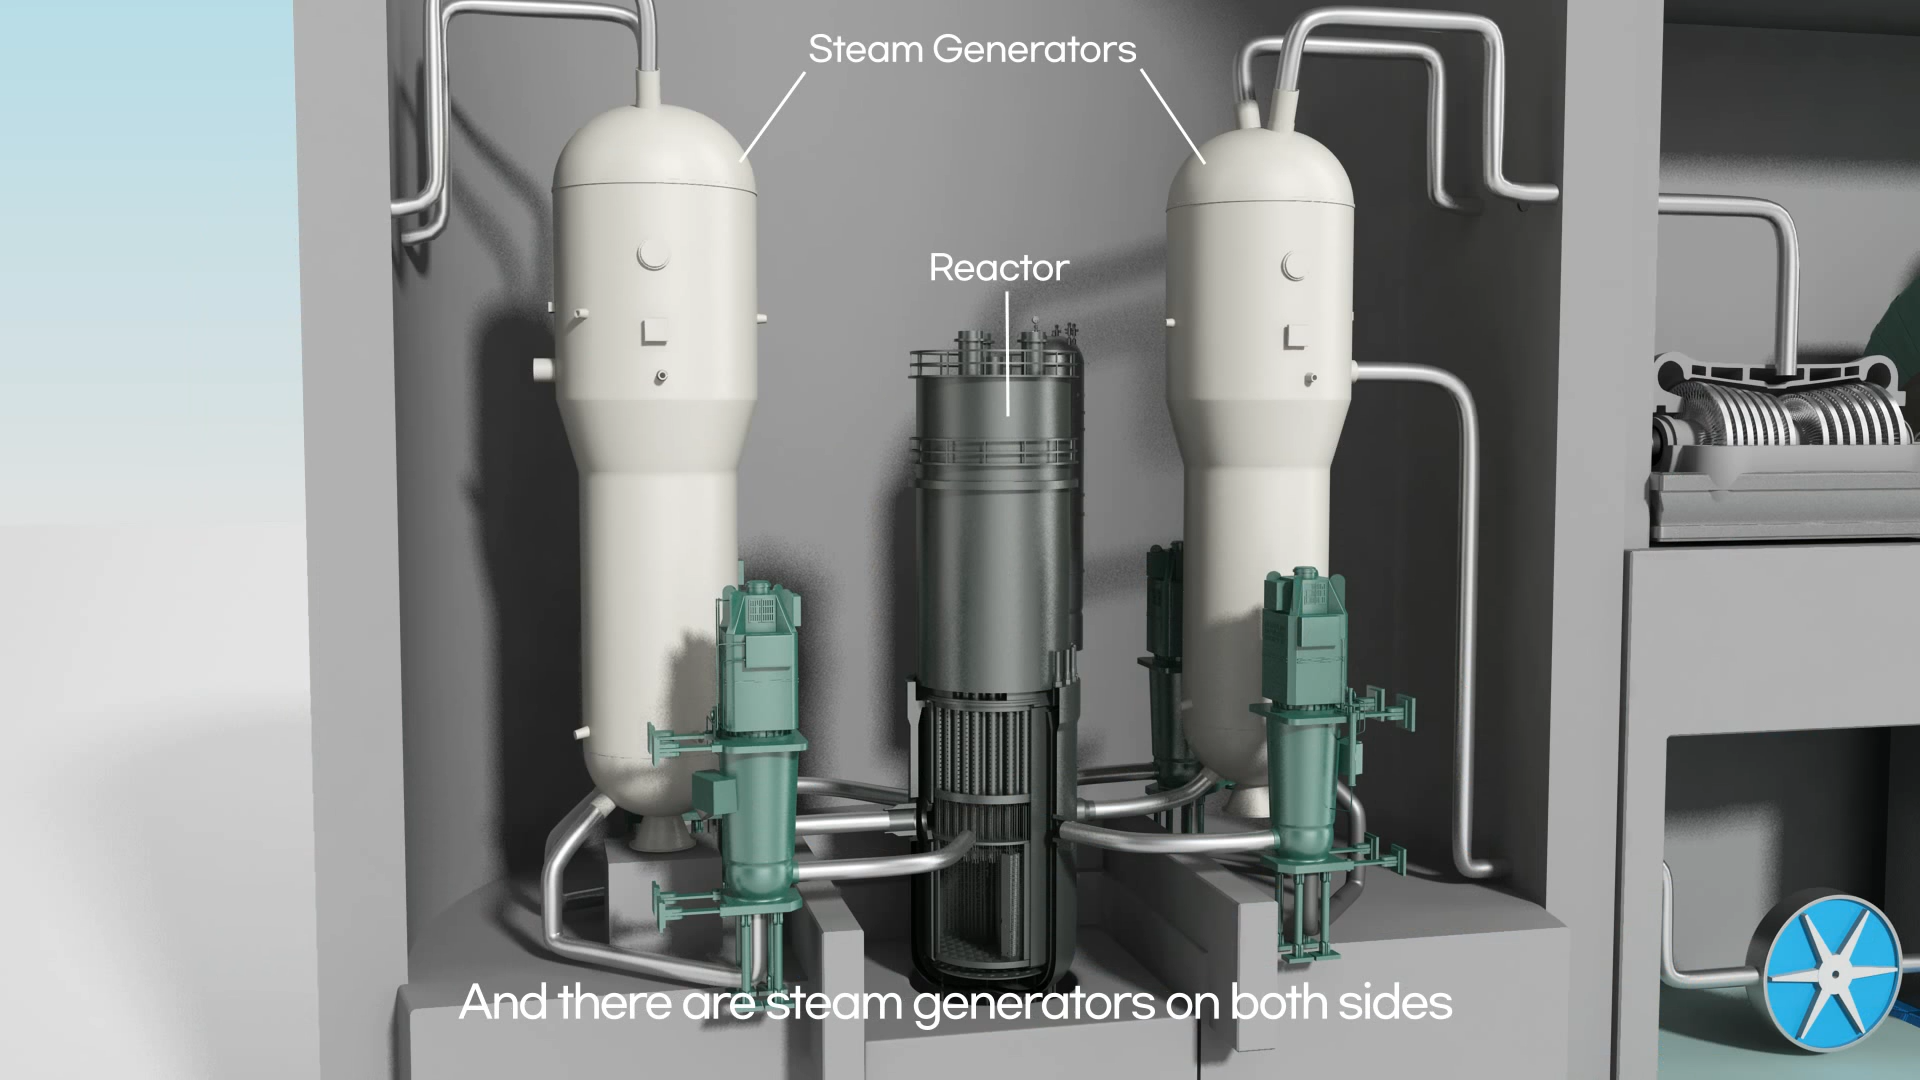 Steam Generators
Reactor
And there are steam generators on both sides